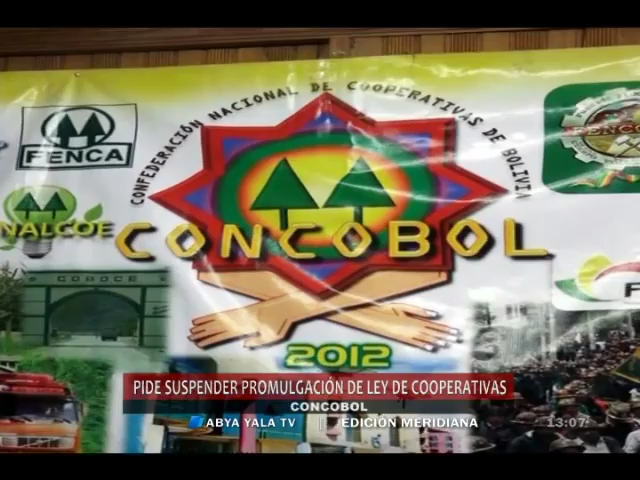 CONFEDERACIÓN NACIONAL DE COOPERATIVAS DE BOLIVIA
FENCA
NALCOE
CONCOBOL
COBOCE
2012
PIDE SUSPENDER PROMULGACIÓN DE LEY DE COOPERATIVAS
CONCOBOL
ABYA YALA TV
EDICIÓN MERIDIANA
13:07